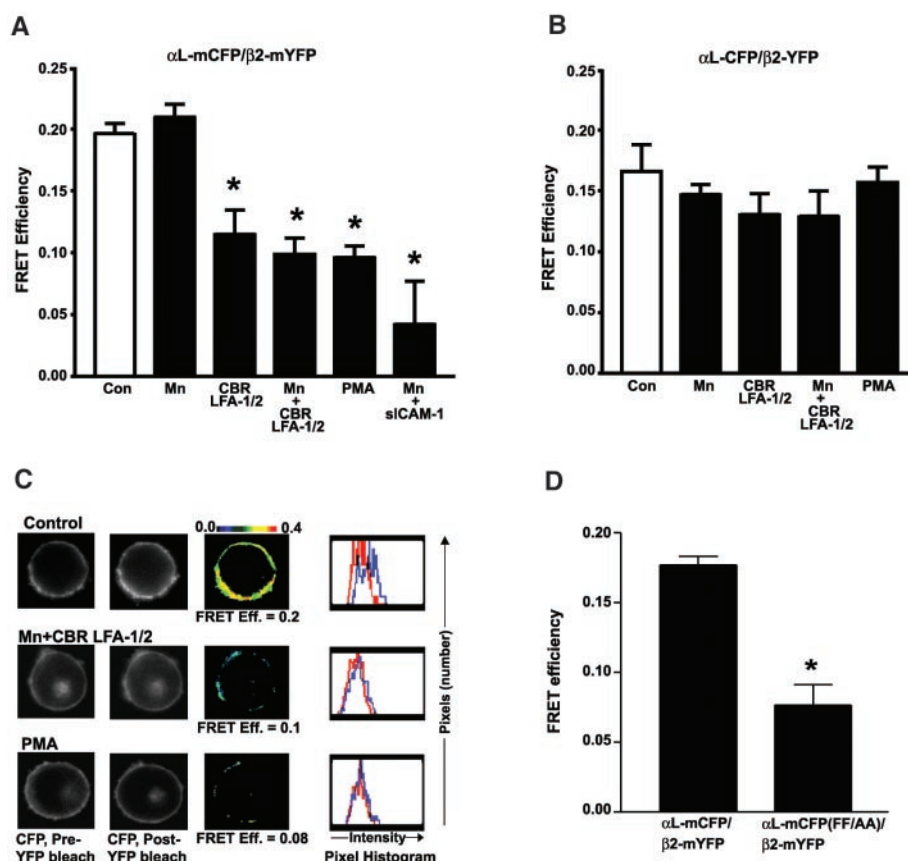 A
αL-mCFP/β2-mYFP
FRET Efficiency
0.25
0.20
0.15
0.10
0.05
0.00
*
*
*
*
Con
Mn
CBR
LFA-1/2
Mn
+
CBR
LFA-1/2
PMA
Mn
+
sICAM-1
B
αL-CFP/β2-YFP
FRET Efficiency
0.25
0.20
0.15
0.10
0.05
0.00
Con
Mn
CBR
LFA-1/2
Mn
+
CBR
LFA-1/2
PMA
C
Control
0.0
0.4
FRET Eff. = 0.2
Mn+CBR LFA-1/2
FRET Eff. = 0.1
PMA
FRET Eff. = 0.08
CFP, Pre-
YFP bleach
CFP, Post-
YFP bleach
Intensity
Pixel Histogram
Pixels (number)
D
FRET efficiency
0.20
0.15
0.10
0.05
0.00
*
αL-mCFP/
β2-mYFP
αL-mCFP(FF/AA)/
β2-mYFP